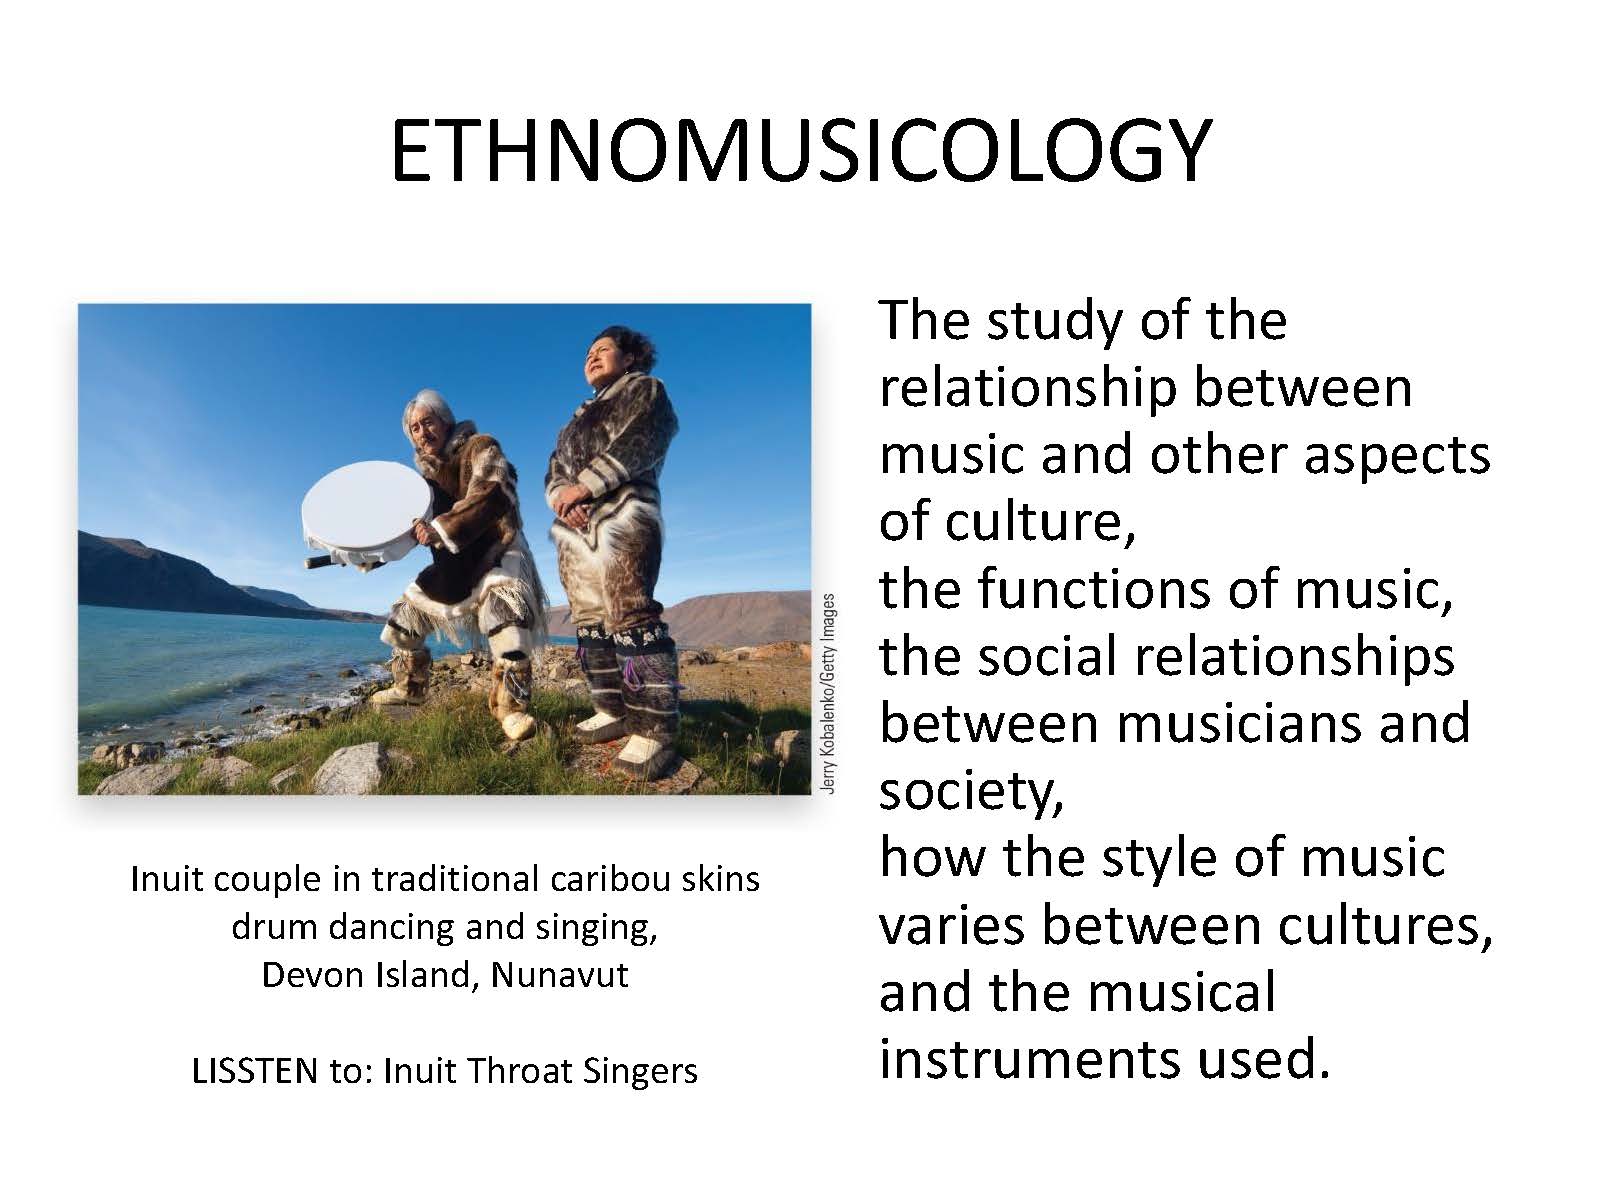 ETHNOMUSICOLOGY
The study of the
relationship between
music and other aspects
of culture,
the functions of music,
the social relationships
between musicians and
society,
how the style of music
varies between cultures,
and the musical
instruments used.
Jerry Kobalenko/Getty Images
Inuit couple in traditional caribou skins
drum dancing and singing,
Devon Island, Nunavut
LISSTEN to: Inuit Throat Singers